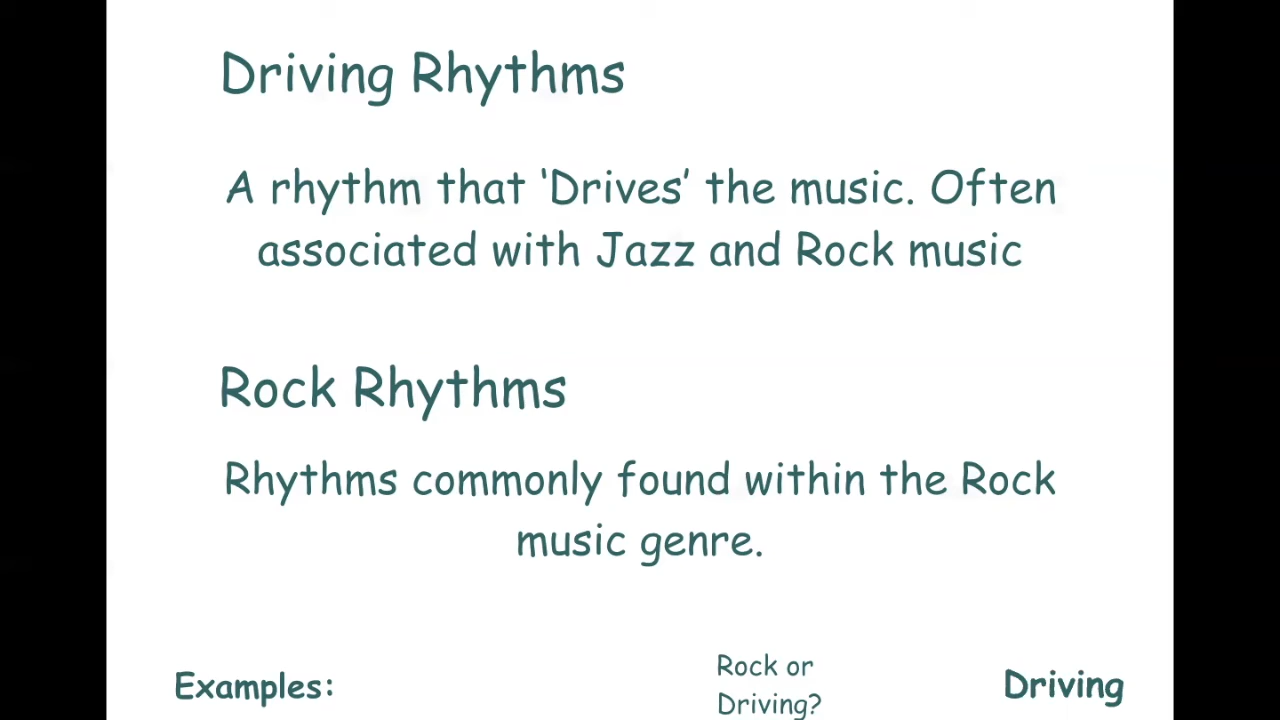 Driving Rhythms
A rhythm that ‘Drives’ the music. Often
associated with Jazz and Rock music
Rock Rhythms
Rhythms commonly found within the Rock
music genre.
Examples:
Rock or
Driving?
Driving